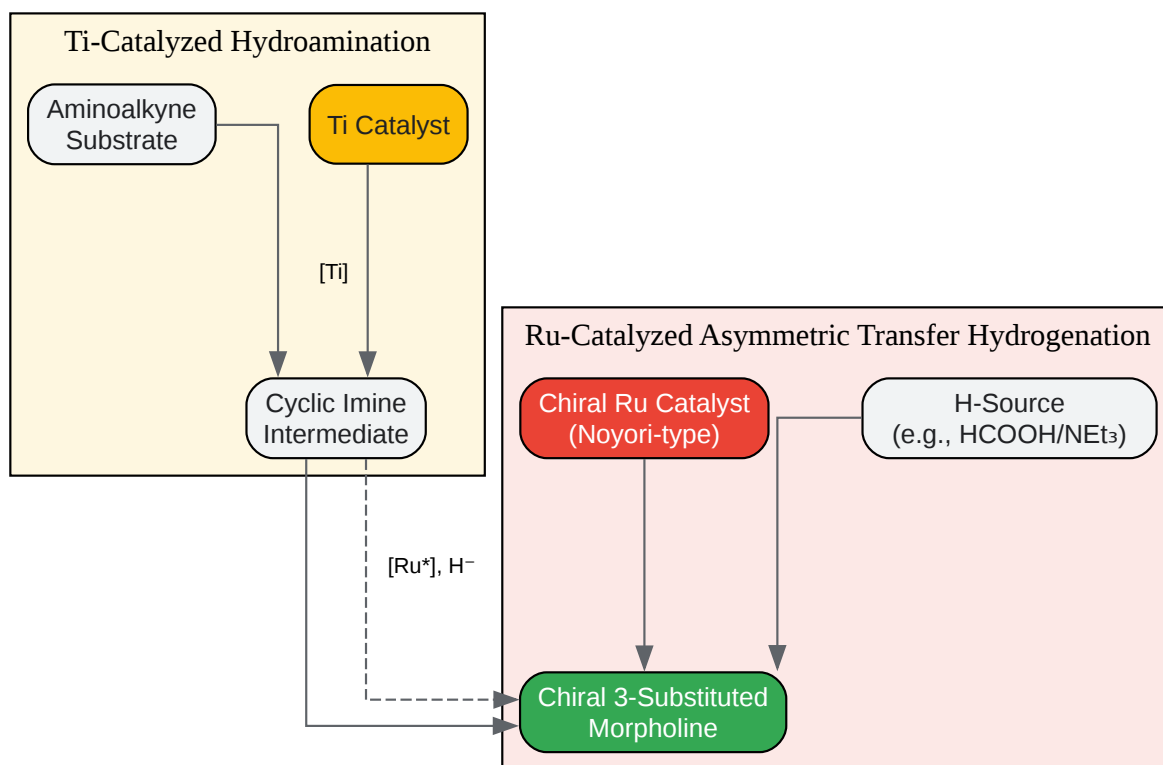 Ti-Catalyzed Hydroamination
Aminoalkyne
Substrate
Ti Catalyst
[Ti]
Cyclic Imine
Intermediate
Ru-Catalyzed Asymmetric Transfer Hydrogenation
Chiral Ru Catalyst
(Noyori-type)
H-Source
(e.g., HCOOH/NEt₃)
[Ru*], H⁻
Chiral 3-Substituted
Morpholine